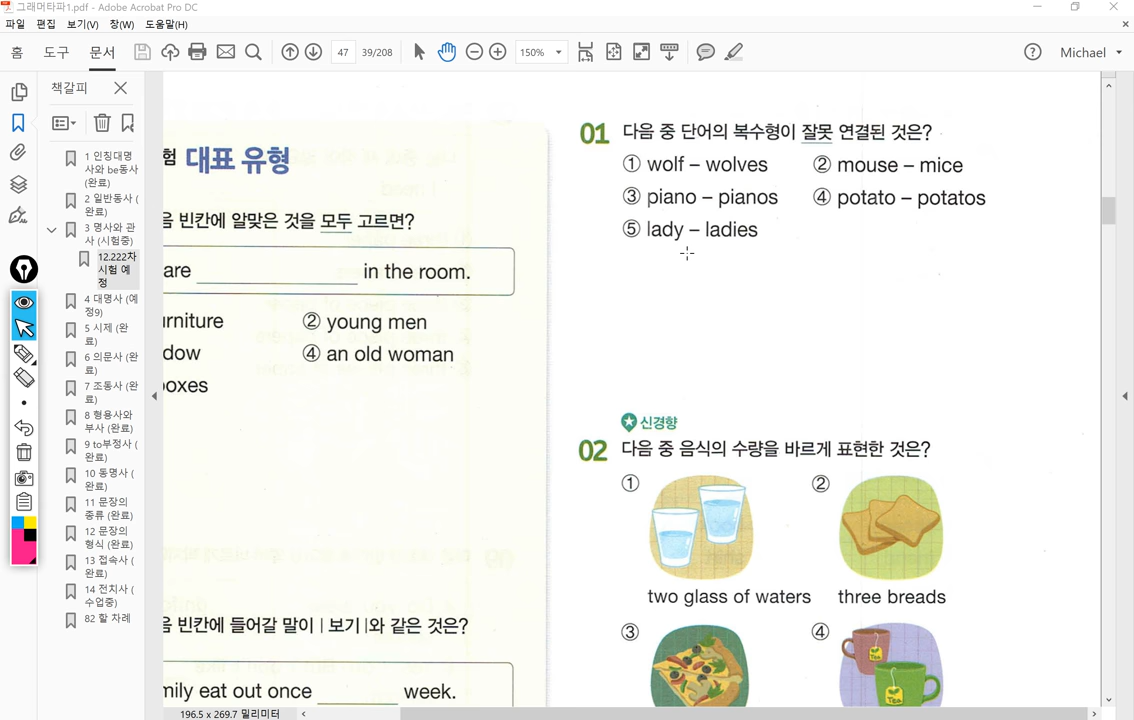 그래머타파1.pdf - Adobe Acrobat Pro DC
파일 편집 보기(V) 창(W) 도움말(H)
홈 도구 문서 47 39/208 150% Michael
책갈피
1 인칭대명
사와 be동사
(완료)
2 일반동사 (
완료)
3 명사와 관
사 (시험중)
12.222차
시험 예
정
4 대명사 (예
정9)
5 시제 (완
료)
6 의문사 (완
료)
7 조동사 (완
료)
8 형용사와
부사 (완료)
9 to부정사 (
완료)
10 동명사 (
완료)
11 문장의
종류 (완료)
12 문장의
형식 (완료)
13 접속사 (
완료)
14 전치사 (
수업중)
82 할 차례
험 대표 유형
음 빈칸에 알맞은 것을 모두 고르면?
are ________ in the room.
urniture ② young men
dow ④ an old woman
boxes
음 빈칸에 들어갈 말이 |보기|와 같은 것은?
mily eat out once ________ week.
01 다음 중 단어의 복수형이 잘못 연결된 것은?
① wolf – wolves ② mouse – mice
③ piano – pianos ④ potato – potatos
⑤ lady – ladies
신경향
02 다음 중 음식의 수량을 바르게 표현한 것은?
① ②
two glass of waters three breads
③ ④
Tea
Tea
196.5 x 269.7 밀리미터